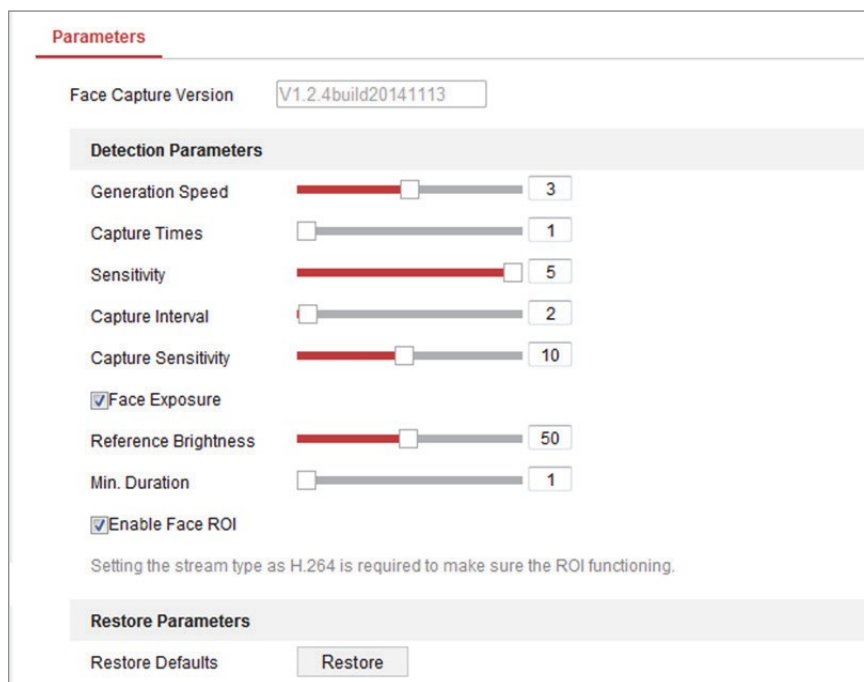 Parameters
Face Capture Version V1.2.4build20141113
Detection Parameters
Generation Speed 3
Capture Times 1
Sensitivity 5
Capture Interval 2
Capture Sensitivity 10
Face Exposure
Reference Brightness 50
Min. Duration 1
Enable Face ROI
Setting the stream type as H.264 is required to make sure the ROI functioning.
Restore Parameters
Restore Defaults Restore